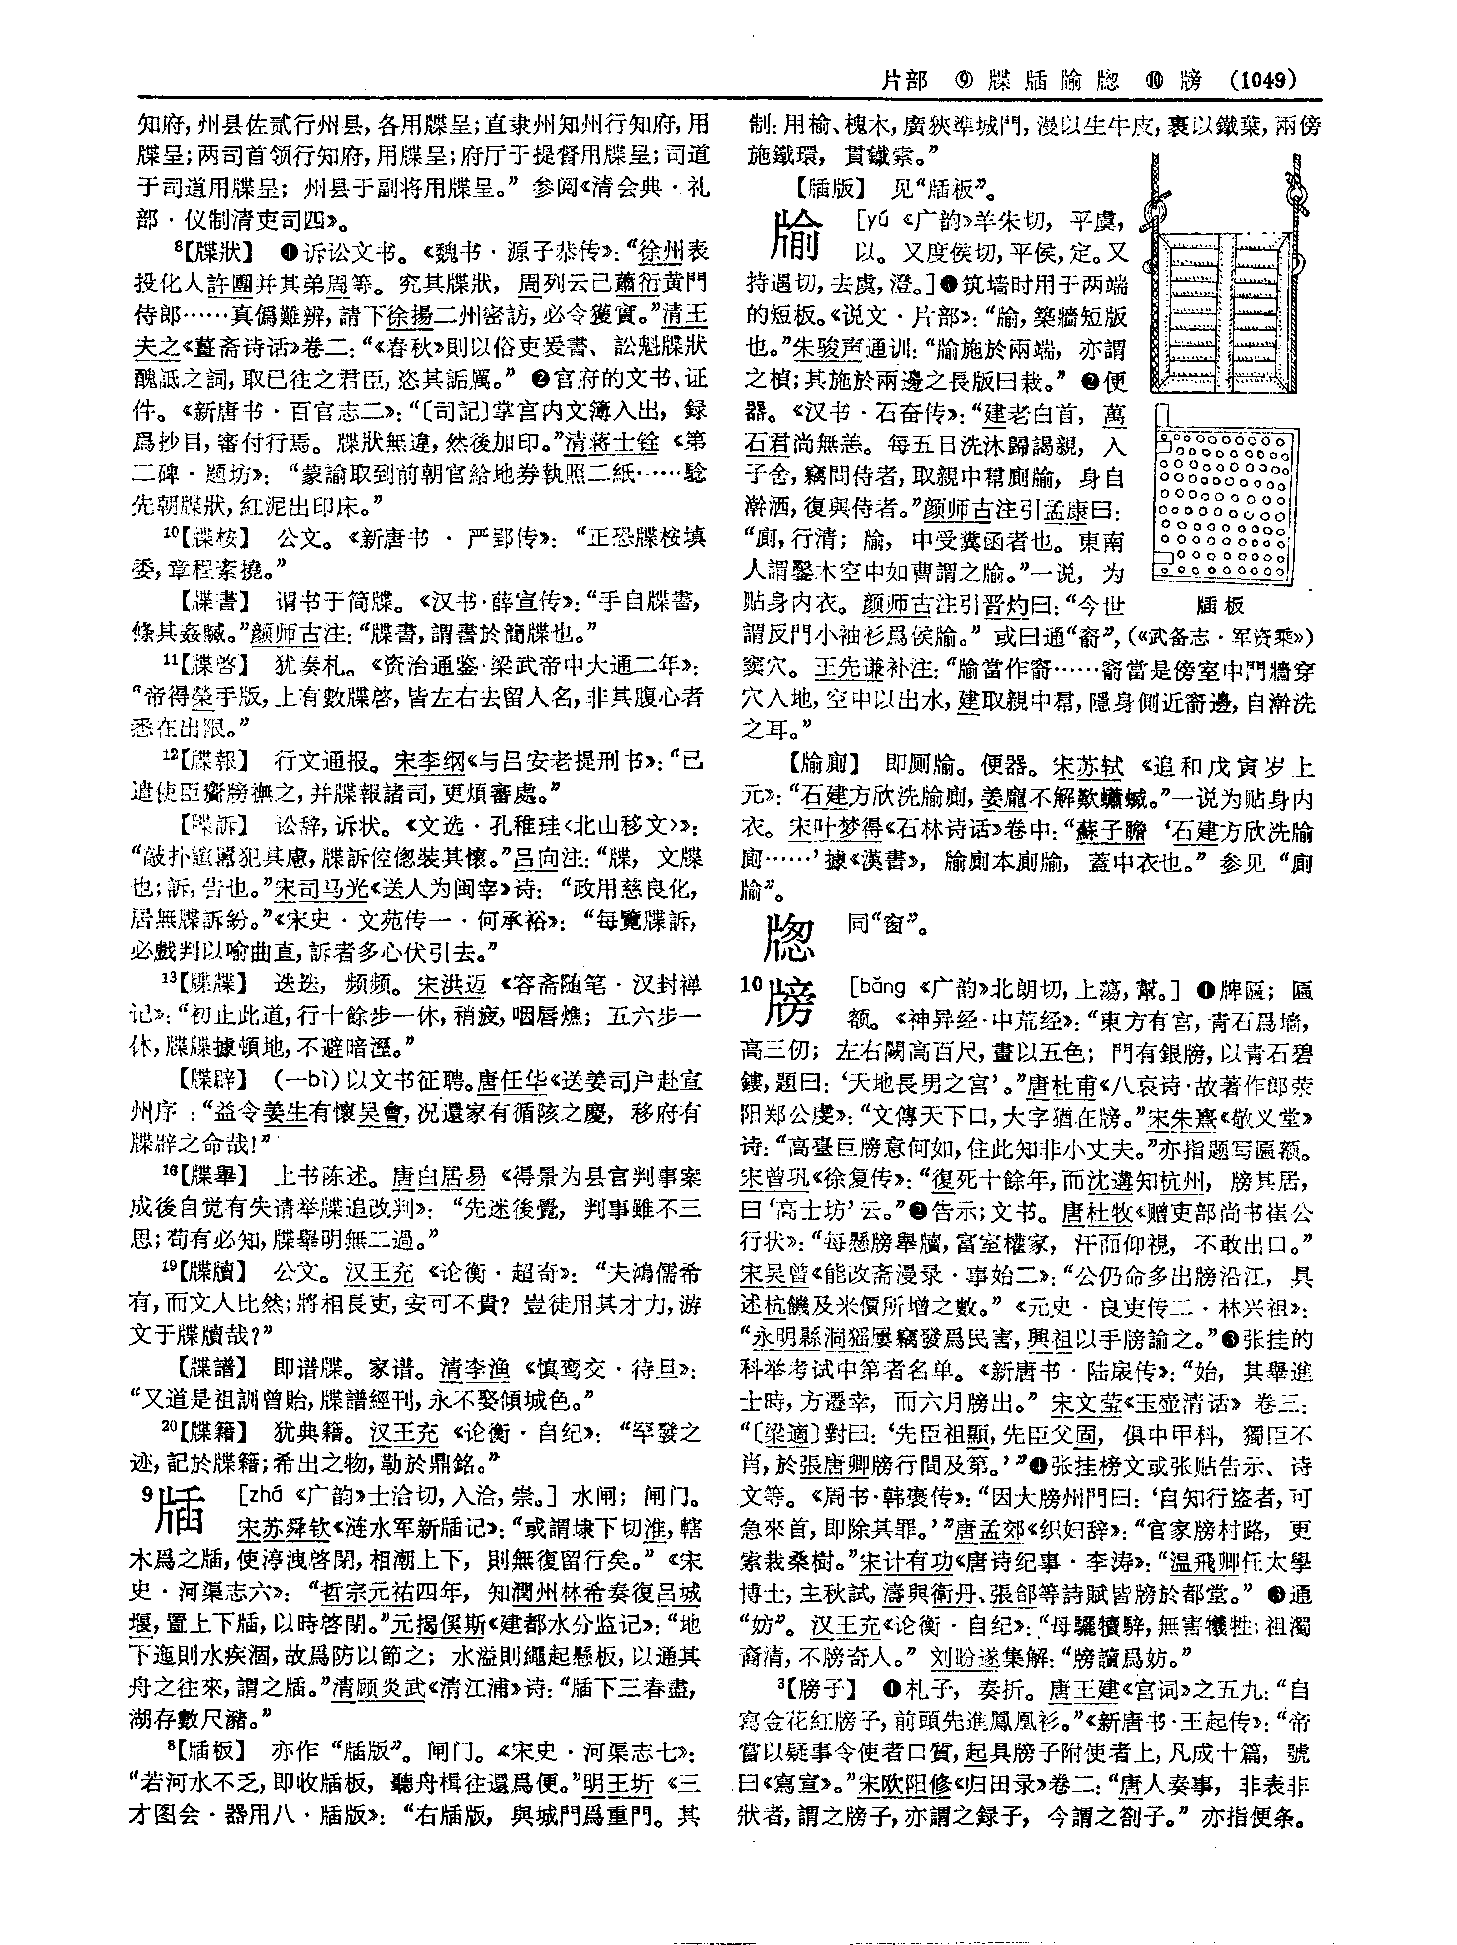 片部 ⑨ 牒 牐 牏 牎 ⑩ 牓 (1049)
知府,州县佐贰行州县,各用牒呈;直隶州知州行知府,用
牒呈;两司首领行知府,用牒呈;府厅于提督用牒呈;司道
于司道用牒呈;州县于副将用牒呈。”参阅《清会典·礼
部·仪制清吏司四》。
8【牒狀】 ❶诉讼文书。《魏书·源子恭传》:“徐州表
投化人許團并其弟周等。究其牒狀,周列云己蕭衍黄門
侍郎……真僞難辨,請下徐揚二州密訪,必令獲實。”清王
夫之《薑斋诗话》卷二:“《春秋》則以俗吏爰書、訟魁牒狀
醜詆之詞,取已往之君臣,恣其詬厲。”❷官府的文书、证
件。《新唐书·百官志二》:“〔司記〕掌宫内文簿入出,録
爲抄目,審付行焉。牒狀無違,然後加印。”清蒋士铨《第
二碑·题坊》:“蒙諭取到前朝官給地券執照二紙……驗
先朝牒狀,紅泥出印床。”
10【牒桉】 公文。《新唐书·严郢传》:“正恐牒桉填
委,章程紊撓。”
【牒書】 谓书于简牒。《汉书·薛宣传》:“手自牒書,
條其姦贓。”颜师古注:“牒書,謂書於簡牒也。”
11【牒啓】 犹奏札。《资治通鉴·梁武帝中大通二年》:
“帝得榮手版,上有數牒啓,皆左右去留人名,非其腹心者
悉在出限。”
12【牒報】 行文通报。宋李纲《与吕安老提刑书》:“已
遣使臣齎牓撫之,并牒報諸司,更煩審處。”
【牒訴】 讼辞,诉状。《文选·孔稚珪〈北山移文〉》:
“敲扑諠囂犯其慮,牒訴倥傯裝其懷。”吕向注:“牒,文牒
也;訴,告也。”宋司马光《送人为闽宰》诗:“政用慈良化,
居無牒訴紛。”《宋史·文苑传一·何承裕》:“每覽牒訴,
必戲判以喻曲直,訴者多心伏引去。”
13【牒牒】 迭迭,频频。宋洪迈《容斋随笔·汉封禅
记》:“初止此道,行十餘步一休,稍疲,咽唇燋;五六步一
休,牒牒據頓地,不避暗溼。”
【牒辟】 (—bì)以文书征聘。唐任华《送姜司户赴宣
州序:“益令姜生有懷吴會,况還家有循陔之慶,移府有
牒辟之命哉!”
16【牒舉】 上书陈述。唐白居易《得景为县官判事案
成後自觉有失请举牒追改判》:“先迷後覺,判事雖不三
思;苟有必知,牒舉明無二過。”
19【牒牘】 公文。汉王充《论衡·超奇》:“夫鴻儒希
有,而文人比然;將相長吏,安可不貴?豈徒用其才力,游
文于牒牘哉?”
【牒譜】 即谱牒。家谱。清李渔《慎鸾交·待旦》:
“又道是祖訓曾貽,牒譜經刊,永不娶傾城色。”
20【牒籍】 犹典籍。汉王充《论衡·自纪》:“罕發之
迹,記於牒籍;希出之物,勒於鼎銘。”
9牐 [zhá 《广韵》士洽切,入洽,崇。]水闸;闸门。
宋苏舜钦《涟水军新牐记》:“或謂埭下切淮,轄
木爲之牐,使渟洩啓閉,相潮上下,則無復留行矣。”《宋
史·河渠志六》:“哲宗元祐四年,知潤州林希奏復吕城
堰,置上下牐,以時啓閉。”元揭傒斯《建都水分监记》:“地
下迤則水疾涸,故爲防以節之;水溢則繩起懸板,以通其
舟之往來,謂之牐。”清顾炎武《清江浦》诗:“牐下三春盡,
湖存數尺瀦。”
8【牐板】 亦作“牐版”。闸门。《宋史·河渠志七》:
“若河水不乏,即收牐板,聽舟楫往還爲便。”明王圻《三
才图会·器用八·牐版》:“右牐版,與城門爲重門。其
制:用榆、槐木,廣狹準城門,漫以生牛皮,裹以鐵葉,兩傍
施鐵環,貫鐵索。”
【牐版】 见“牐板”。
牏 [yú 《广韵》羊朱切,平虞,
以。又度侯切,平侯,定。又
持遇切,去虞,澄。]❶筑墙时用于两端
的短板。《说文·片部》:“牏,築牆短版
也。”朱骏声通训:“牏施於兩端,亦謂
之楨;其施於兩邊之長版曰栽。”❷便
器。《汉书·石奋传》:“建老白首,萬
石君尚無恙。每五日洗沐歸謁親,入
子舍,竊問侍者,取親中帬廁牏,身自
澣洒,復與侍者。”颜师古注引孟康曰:
“廁,行清;牏,中受糞函者也。東南
人謂鑿木空中如曹謂之牏。”一说,为
贴身内衣。颜师古注引晋灼曰:“今世
謂反門小袖衫爲侯牏。”或曰通“窬”,
牐板
(《武备志·军资乘》)
窦穴。王先谦补注:“牏當作窬……窬當是傍室中門牆穿
穴入地,空中以出水,建取親中帬,隱身側近窬邊,自澣洗
之耳。”
【牏廁】 即厕牏。便器。宋苏轼《追和戊寅岁上
元》:“石建方欣洗牏廁,姜龐不解歎蠨蛜。”一说为贴身内
衣。宋叶梦得《石林诗话》卷中:“蘇子瞻‘石建方欣洗牏
廁……’據《漢書》,牏廁本廁牏,蓋中衣也。”参见“廁
牏”。
牎 同“窗”。
10牓 [bǎng 《广韵》北朗切,上荡,幫。]❶牌匾;匾
额。《神异经·中荒经》:“東方有宫,青石爲墙,
高三仞;左右闕高百尺,畫以五色;門有銀牓,以青石碧
鏤,題曰:‘天地長男之宫’。”唐杜甫《八哀诗·故著作郎荥
阳郑公虔》:“文傳天下口,大字猶在牓。”宋朱熹《敬义堂》
诗:“高臺巨牓意何如,住此知非小丈夫。”亦指题写匾额。
宋曾巩《徐复传》:“復死十餘年,而沈遘知杭州,牓其居,
曰‘高士坊’云。”❷告示;文书。唐杜牧《赠吏部尚书崔公
行状》:“每懸牓舉牘,富室權家,汗而仰視,不敢出口。”
宋吴曾《能改斋漫录·事始二》:“公仍命多出牓沿江,具
述杭饑及米價所增之數。”《元史·良吏传二·林兴祖》:
“永明縣洞猺屢竊發爲民害,興祖以手牓諭之。”❸张挂的
科举考试中第者名单。《新唐书·陆扆传》:“始,其舉進
士時,方遷幸,而六月牓出。”宋文莹《玉壶清话》卷三:
“〔梁適〕對曰:‘先臣祖顥,先臣父固,俱中甲科,獨臣不
肖,於張唐卿牓行間及第。’”❹张挂榜文或张贴告示、诗
文等。《周书·韩褒传》:“因大牓州門曰:‘自知行盗者,可
急來首,即除其罪。’”唐孟郊《织妇辞》:“官家牓村路,更
索栽桑樹。”宋计有功《唐诗纪事·李涛》:“温飛卿任太學
博士,主秋試,濤與衛丹、張郃等詩賦皆牓於都堂。”❺通
“妨”。汉王充《论衡·自纪》:“母驪犢騂,無害犧牲;祖濁
裔清,不牓奇人。”刘盼遂集解:“牓讀爲妨。”
3【牓子】 ❶札子,奏折。唐王建《宫词》之五九:“自
寫金花紅牓子,前頭先進鳳凰衫。”《新唐书·王起传》:“帝
嘗以疑事令使者口質,起具牓子附使者上,凡成十篇,號
曰《寫宣》。”宋欧阳修《归田录》卷二:“唐人奏事,非表非
狀者,謂之牓子,亦謂之録子,今謂之劄子。”亦指便条。